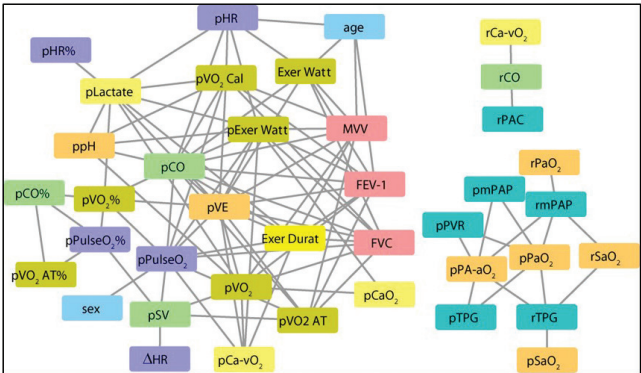 pHR
age
rCa-vO₂
pHR%
pVO₂ Cal
Exer Watt
rCO
pLactate
pExer Watt
MVV
rPAC
ppH
pCO
rPaO₂
FEV-1
pmPAP
rmPAP
pCO%
pVO₂%
pVE
pPVR
pPulseO₂%
Exer Durat
FVC
pPulseO₂
pPA-aO₂
pPaO₂
rSaO₂
pVO₂ AT%
pVO₂
pCaO₂
sex
pSV
pVO2 AT
pTPG
rTPG
ΔHR
pCa-vO₂
pSaO₂